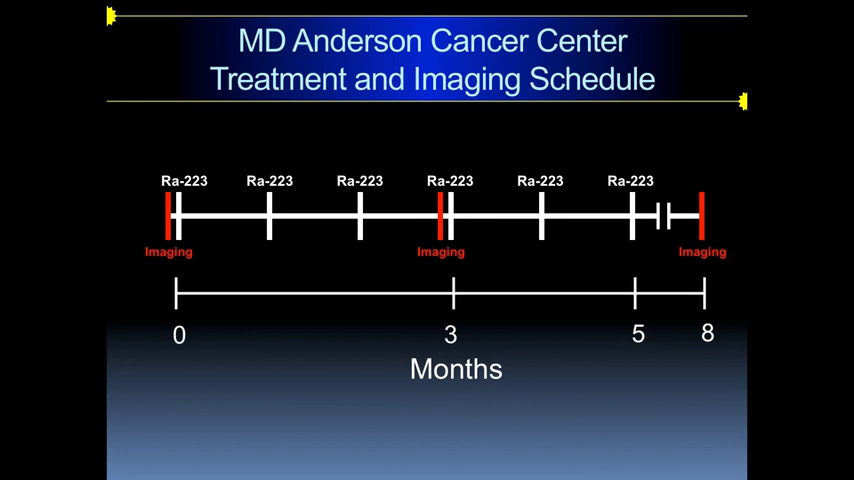 MD Anderson Cancer Center
Treatment and Imaging Schedule
Ra-223 Ra-223 Ra-223 Ra-223 Ra-223 Ra-223
Imaging Imaging Imaging
0 3 5 8
Months